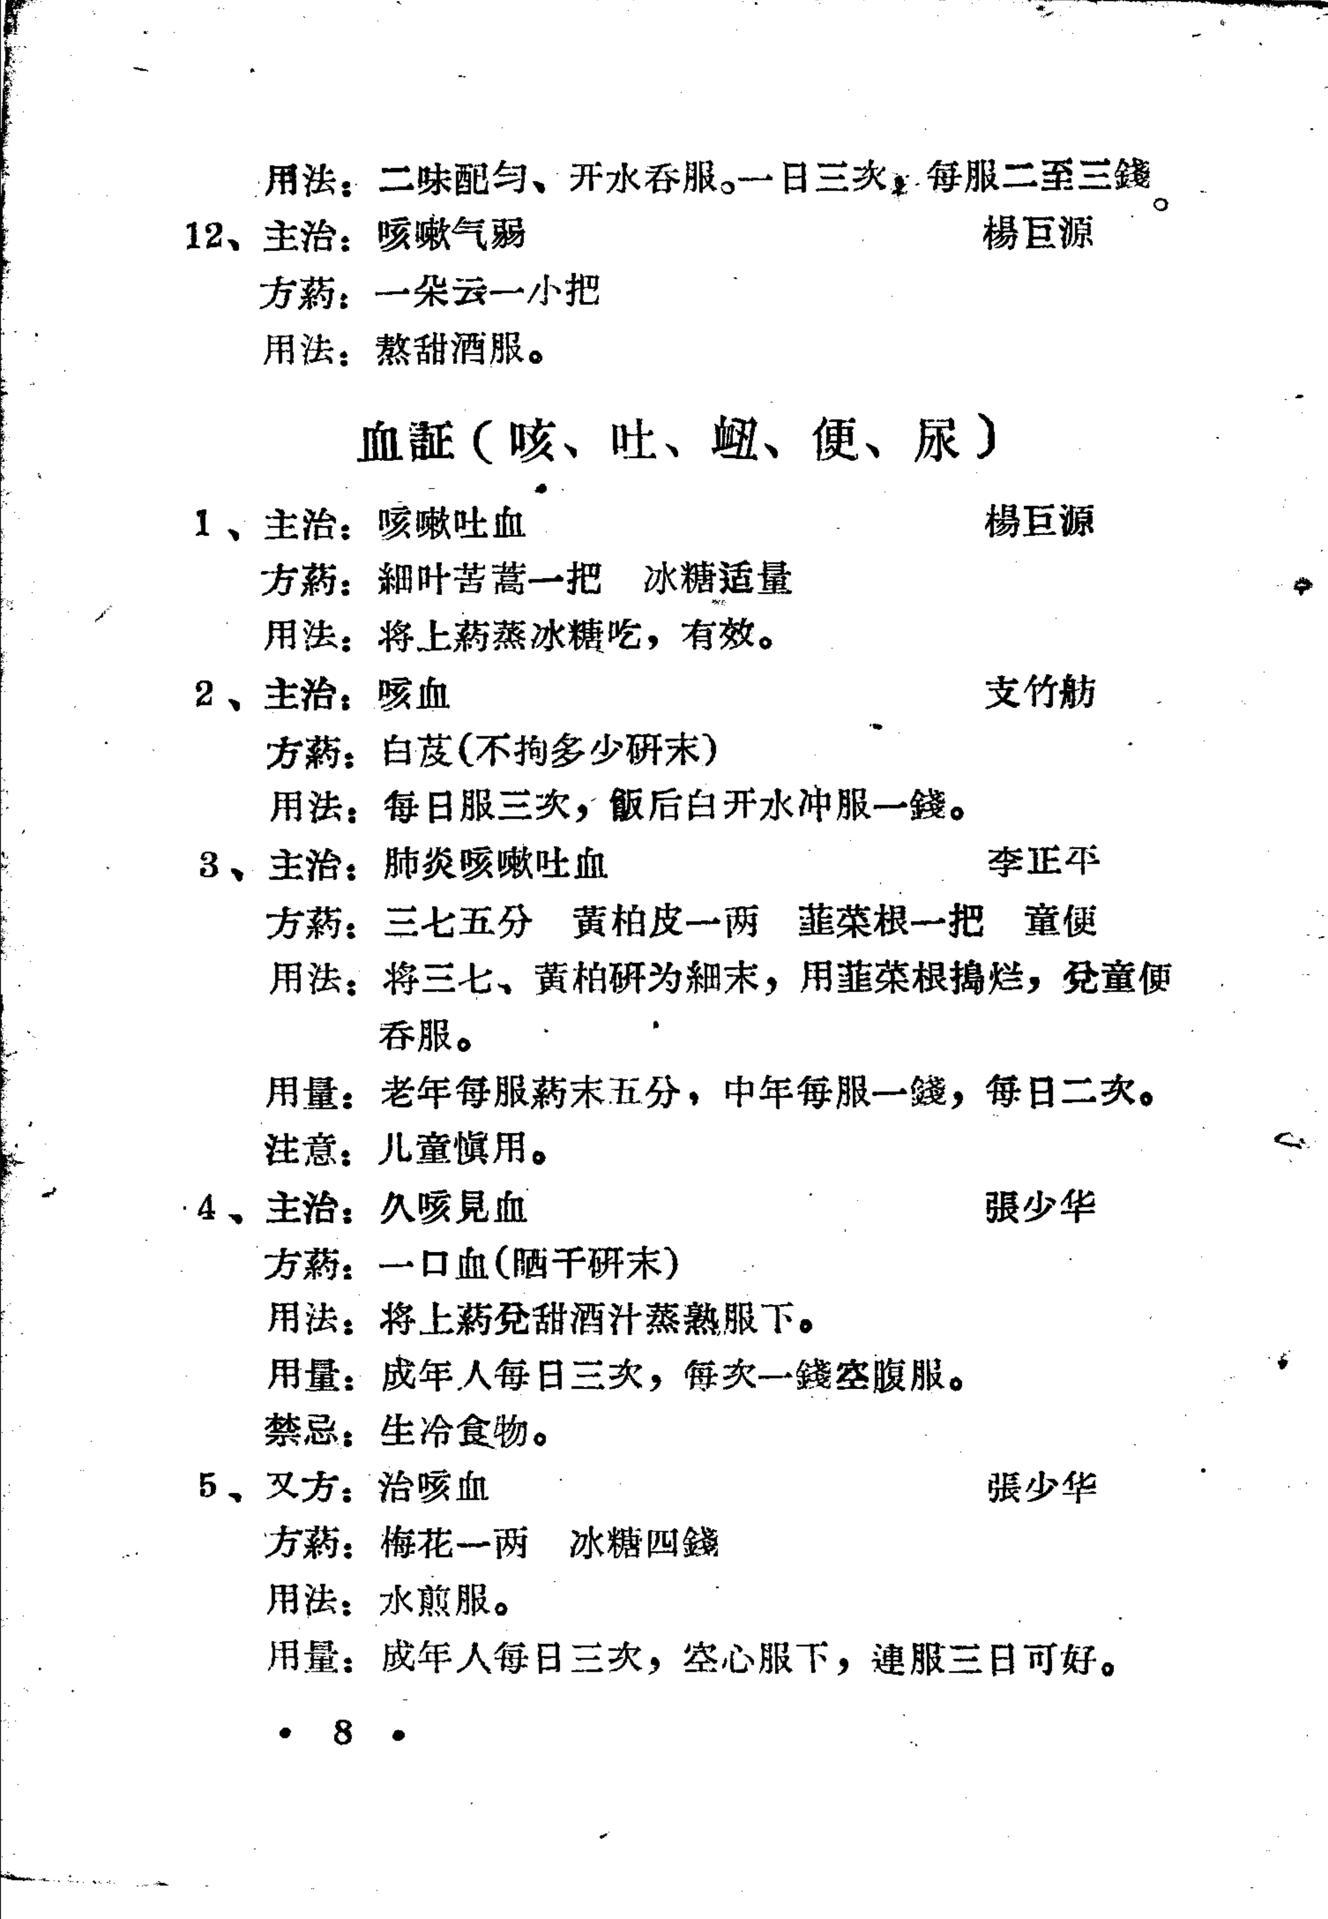 用法：二味配匀、开水吞服。一日三次，每服二至三錢。
12、主治：咳嗽气弱 楊巨源
方葯：一朵云一小把
用法：熬甜酒服。
血証（咳、吐、衄、便、尿）
1、主治：咳嗽吐血 楊巨源
方葯：細叶苦蒿一把 冰糖适量
用法：将上葯蒸冰糖吃，有效。
2、主治：咳血 支竹舫
方葯：白芨（不拘多少研末）
用法：每日服三次，飯后白开水冲服一錢。
3、主治：肺炎咳嗽吐血 李正平
方葯：三七五分 黃柏皮一两 韮菜根一把 童便
用法：将三七、黃柏研为細末，用韮菜根搗烂，兌童便
吞服。
用量：老年每服葯末五分，中年每服一錢，每日二次。
注意：儿童慎用。
4、主治：久咳見血 張少华
方葯：一口血（晒干研末）
用法：将上葯兌甜酒汁蒸熟服下。
用量：成年人每日三次，每次一錢空腹服。
禁忌：生冷食物。
5、又方：治咳血 張少华
方葯：梅花一两 冰糖四錢
用法：水煎服。
用量：成年人每日三次，空心服下，連服三日可好。
• 8 •